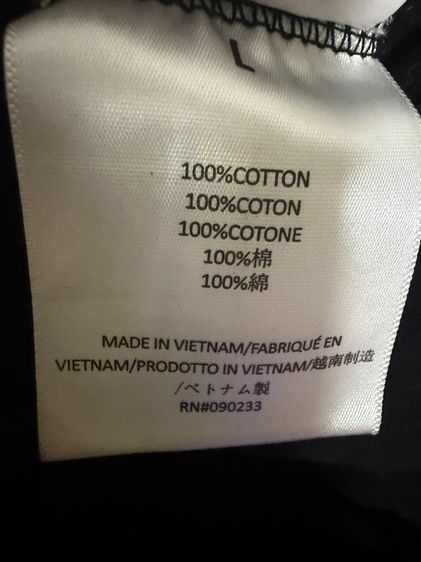 L
100%COTTON
100%COTON
100%COTONE
100%棉
100%綿
MADE IN VIETNAM/FABRIQUÉ EN
VIETNAM/PRODOTTO IN VIETNAM/越南制造
/ベトナム製
RN#090233